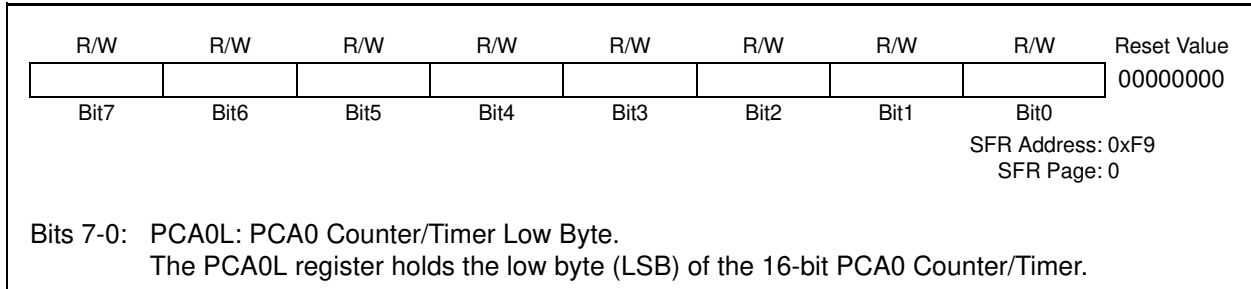 R/W R/W R/W R/W R/W R/W R/W R/W Reset Value
00000000
Bit7 Bit6 Bit5 Bit4 Bit3 Bit2 Bit1 Bit0
SFR Address: 0xF9
SFR Page: 0
Bits 7-0: PCA0L: PCA0 Counter/Timer Low Byte.
The PCA0L register holds the low byte (LSB) of the 16-bit PCA0 Counter/Timer.